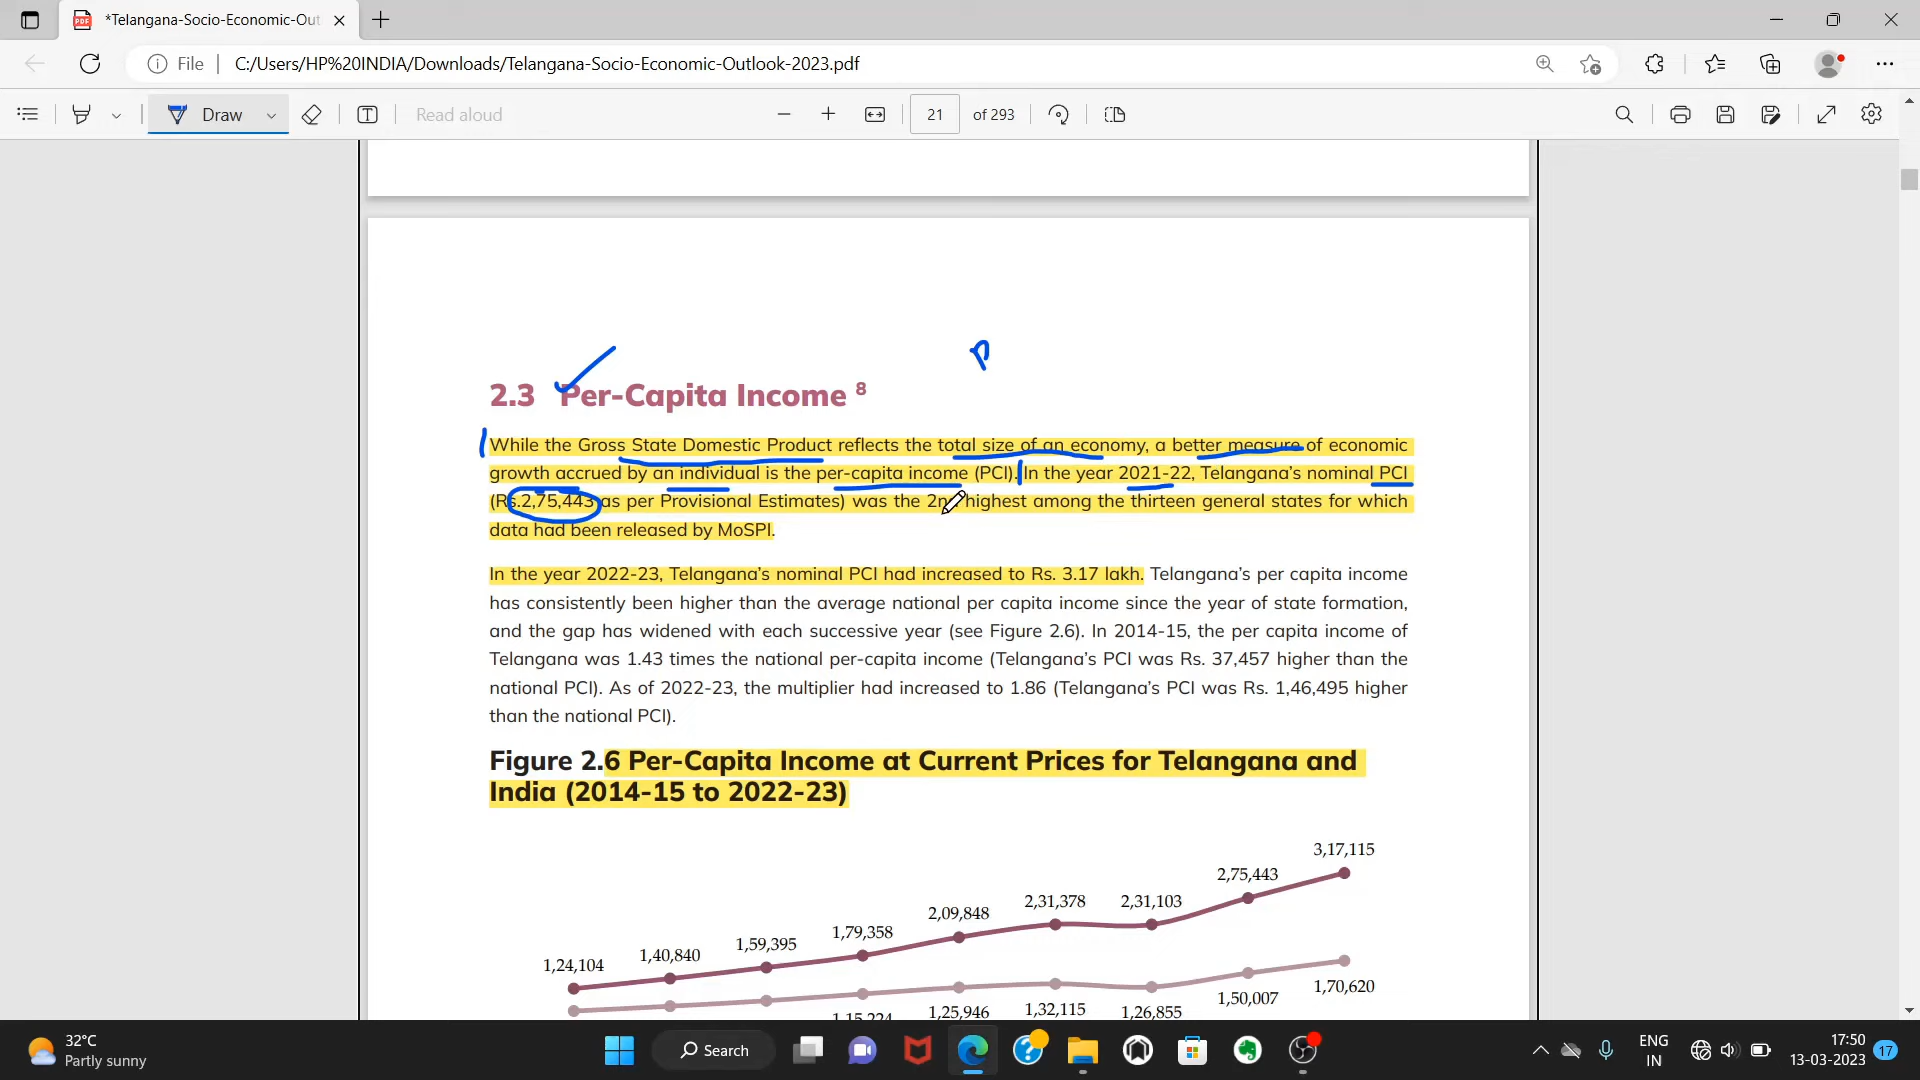 *Telangana-Socio-Economic-Out
File
C:/Users/HP%20INDIA/Downloads/Telangana-Socio-Economic-Outlook-2023.pdf
Draw
Read aloud
21
of 293
2.3 Per-Capita Income 8
While the Gross State Domestic Product reflects the total size of an economy, a better measure of economic
growth accrued by an individual is the per-capita income (PCI). In the year 2021-22, Telangana's nominal PCI
(Rs.2,75,443 as per Provisional Estimates) was the highest among the thirteen general states for which
data had been released by MoSPI.
In the year 2022-23, Telangana's nominal PCI had increased to Rs. 3.17 lakh. Telangana's per capita income
has consistently been higher than the average national per capita income since the year of state formation,
and the gap has widened with each successive year (see Figure 2.6). In 2014-15, the per capita income of
Telangana was 1.43 times the national per-capita income (Telangana's PCI was Rs. 37,457 higher than the
national PCI). As of 2022-23, the multiplier had increased to 1.86 (Telangana's PCI was Rs. 1,46,495 higher
than the national PCI).
Figure 2.6 Per-Capita Income at Current Prices for Telangana and
India (2014-15 to 2022-23)
3,17,115
2,75,443
2,31,378
2,31,103
2,09,848
1,79,358
1,59,395
1,40,840
1,24,104
1,70,620
1,50,007
1,32,115
1,26,855
1,25,946
1,15,224
32°C
Partly sunny
Search
ENG
IN
17:50
13-03-2023
17